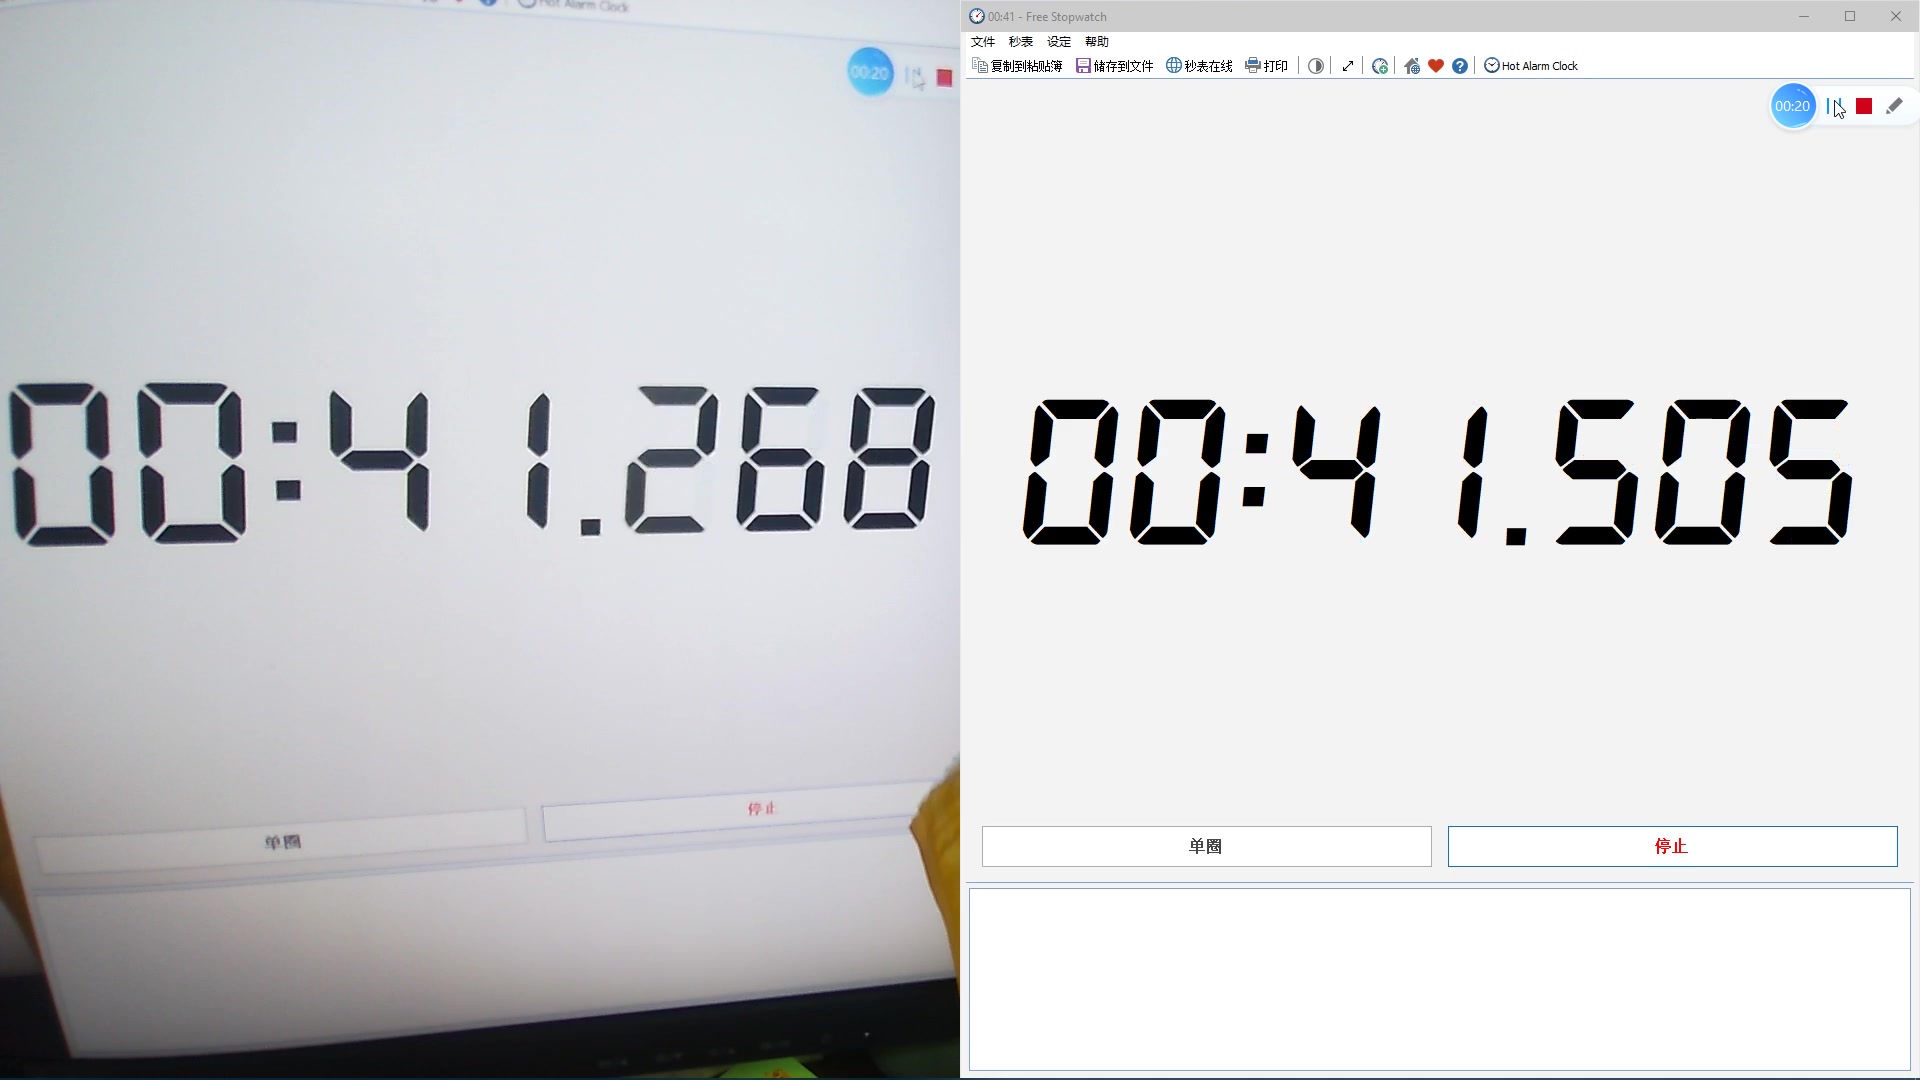 Hot Alarm Clock
00:20
00:41.268
单圈
停止
00:41 - Free Stopwatch
文件 秒表 设定 帮助
复制到粘贴簿 储存到文件 秒表在线 打印 Hot Alarm Clock
00:20
00:41.505
单圈
停止